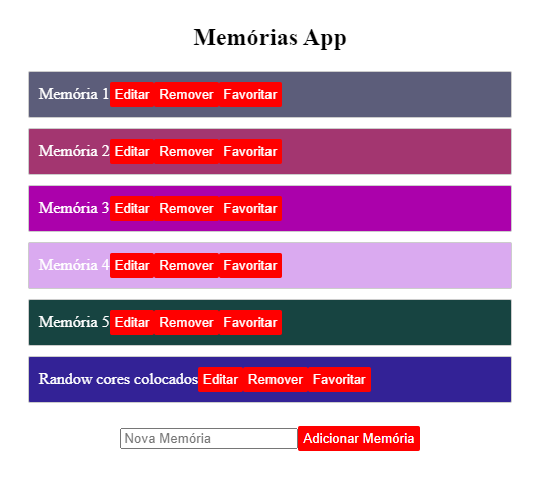 Memórias App
Memória 1 Editar Remover Favoritar
Memória 2 Editar Remover Favoritar
Memória 3 Editar Remover Favoritar
Memória 4 Editar Remover Favoritar
Memória 5 Editar Remover Favoritar
Randow cores colocados Editar Remover Favoritar
Nova Memória Adicionar Memória